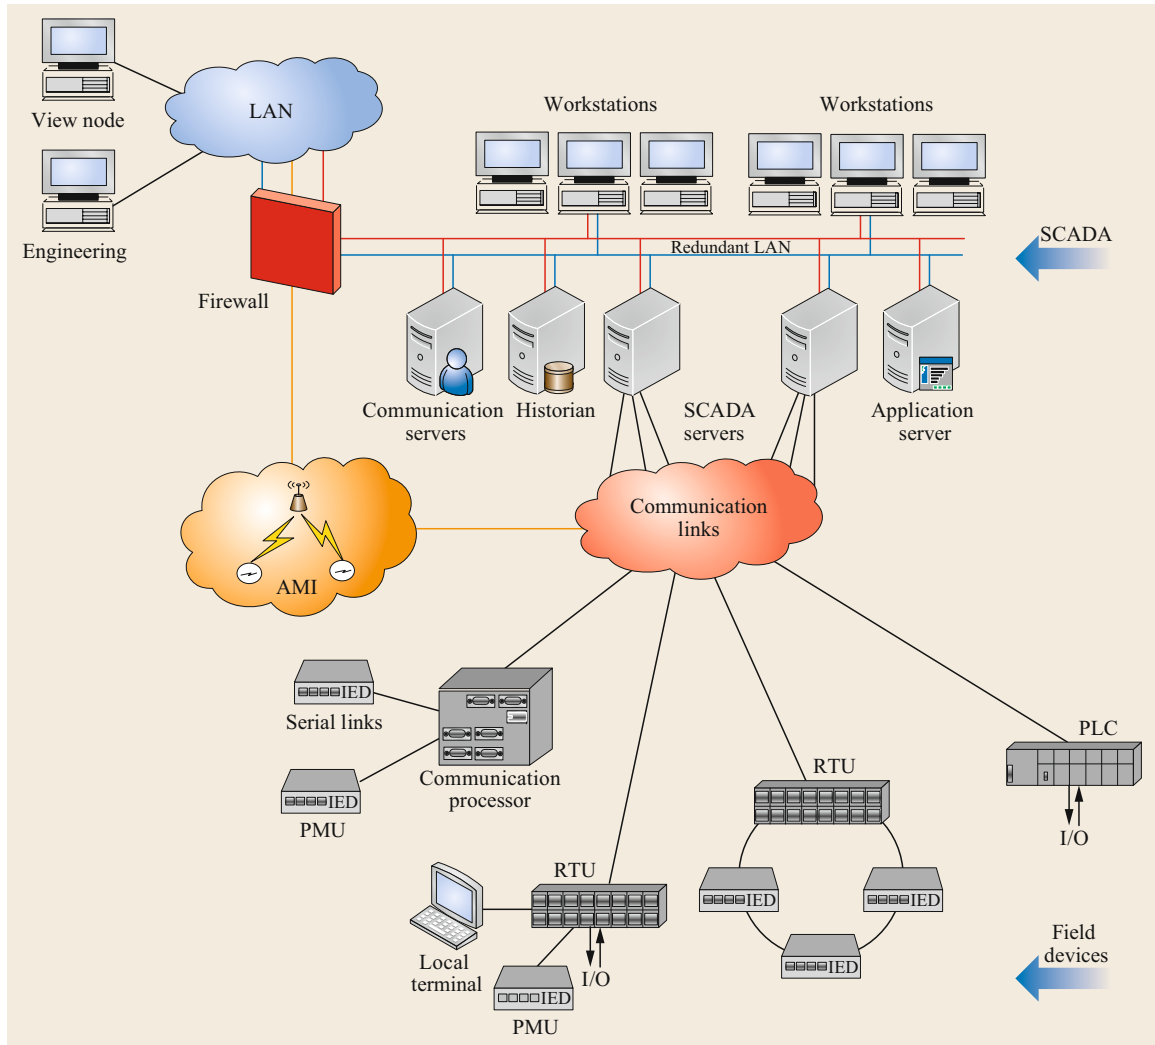 View node
LAN
Engineering
Firewall
Workstations
Workstations
Redundant LAN
SCADA
Communication
servers
Historian
SCADA
servers
Application
server
Communication
links
AMI
IED
Serial links
IED
PMU
Communication
processor
PLC
I/O
RTU
IED
IED
IED
RTU
Local
terminal
I/O
IED
PMU
Field
devices